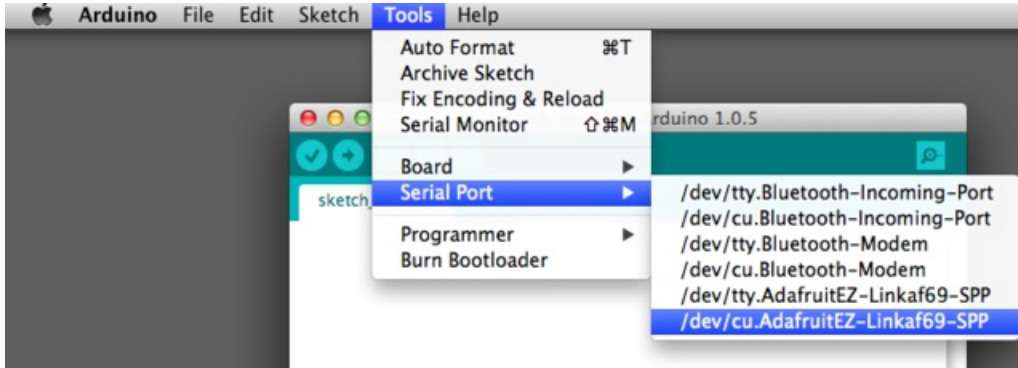 Arduino File Edit Sketch Tools Help
Auto Format ⌘T
Archive Sketch
Fix Encoding & Reload
Serial Monitor ⇧⌘M
1.0.5
Board
Serial Port
Programmer
Burn Bootloader
/dev/tty.Bluetooth-Incoming-Port
/dev/cu.Bluetooth-Incoming-Port
/dev/tty.Bluetooth-Modem
/dev/cu.Bluetooth-Modem
/dev/tty.AdafruitEZ-Linkaf69-SPP
/dev/cu.AdafruitEZ-Linkaf69-SPP